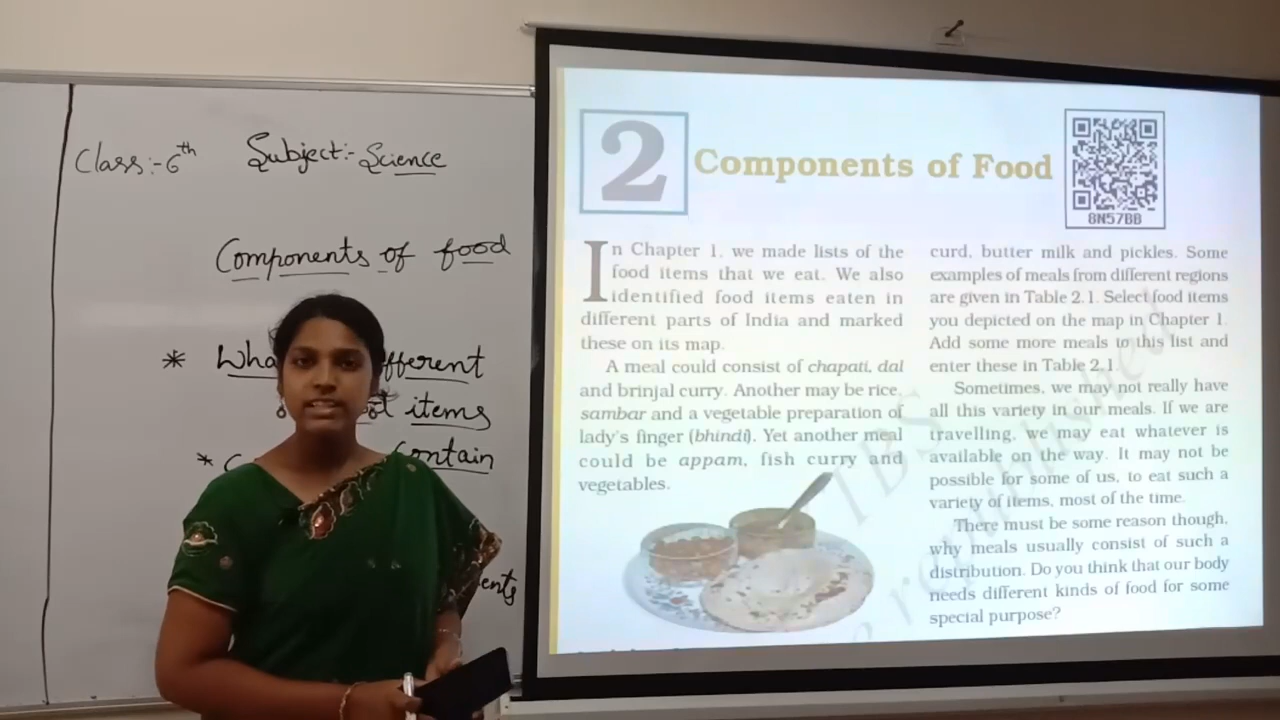 Class:- 6th Subject:- Science
Components of food
* items
* Contain
2
Components of Food
8N57BB
In Chapter 1, we made lists of the
food items that we eat. We also
identified food items eaten in
different parts of India and marked
these on its map.
A meal could consist of chapati, dal
and brinjal curry. Another may be rice,
sambar and a vegetable preparation of
lady's finger (bhindi). Yet another meal
could be appam, fish curry and
vegetables.
curd, butter milk and pickles. Some
examples of meals from different regions
are given in Table 2.1. Select food items
you depicted on the map in Chapter 1.
Add some more meals to this list and
enter these in Table 2.1.
Sometimes, we may not really have
all this variety in our meals. If we are
travelling, we may eat whatever is
available on the way. It may not be
possible for some of us, to eat such a
variety of items, most of the time.
There must be some reason though,
why meals usually consist of such a
distribution. Do you think that our body
needs different kinds of food for some
special purpose?